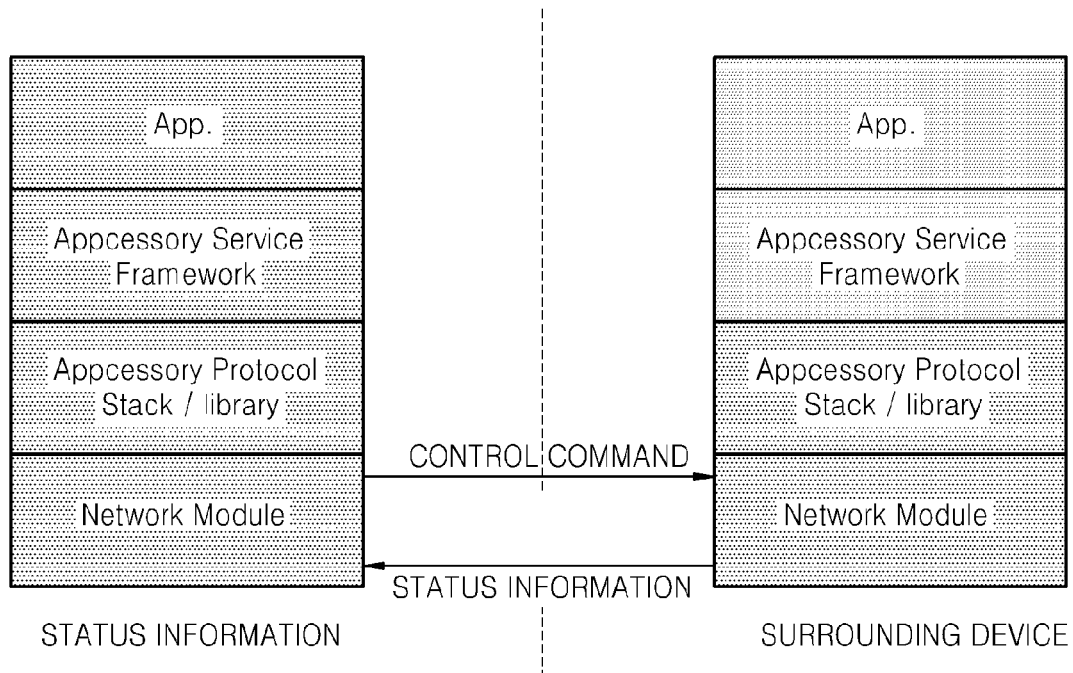 App.
Appcessory Service
Framework
Appcessory Protocol
Stack / library
Network Module
CONTROL COMMAND
STATUS INFORMATION
App.
Appcessory Service
Framework
Appcessory Protocol
Stack / library
Network Module
STATUS INFORMATION
SURROUNDING DEVICE